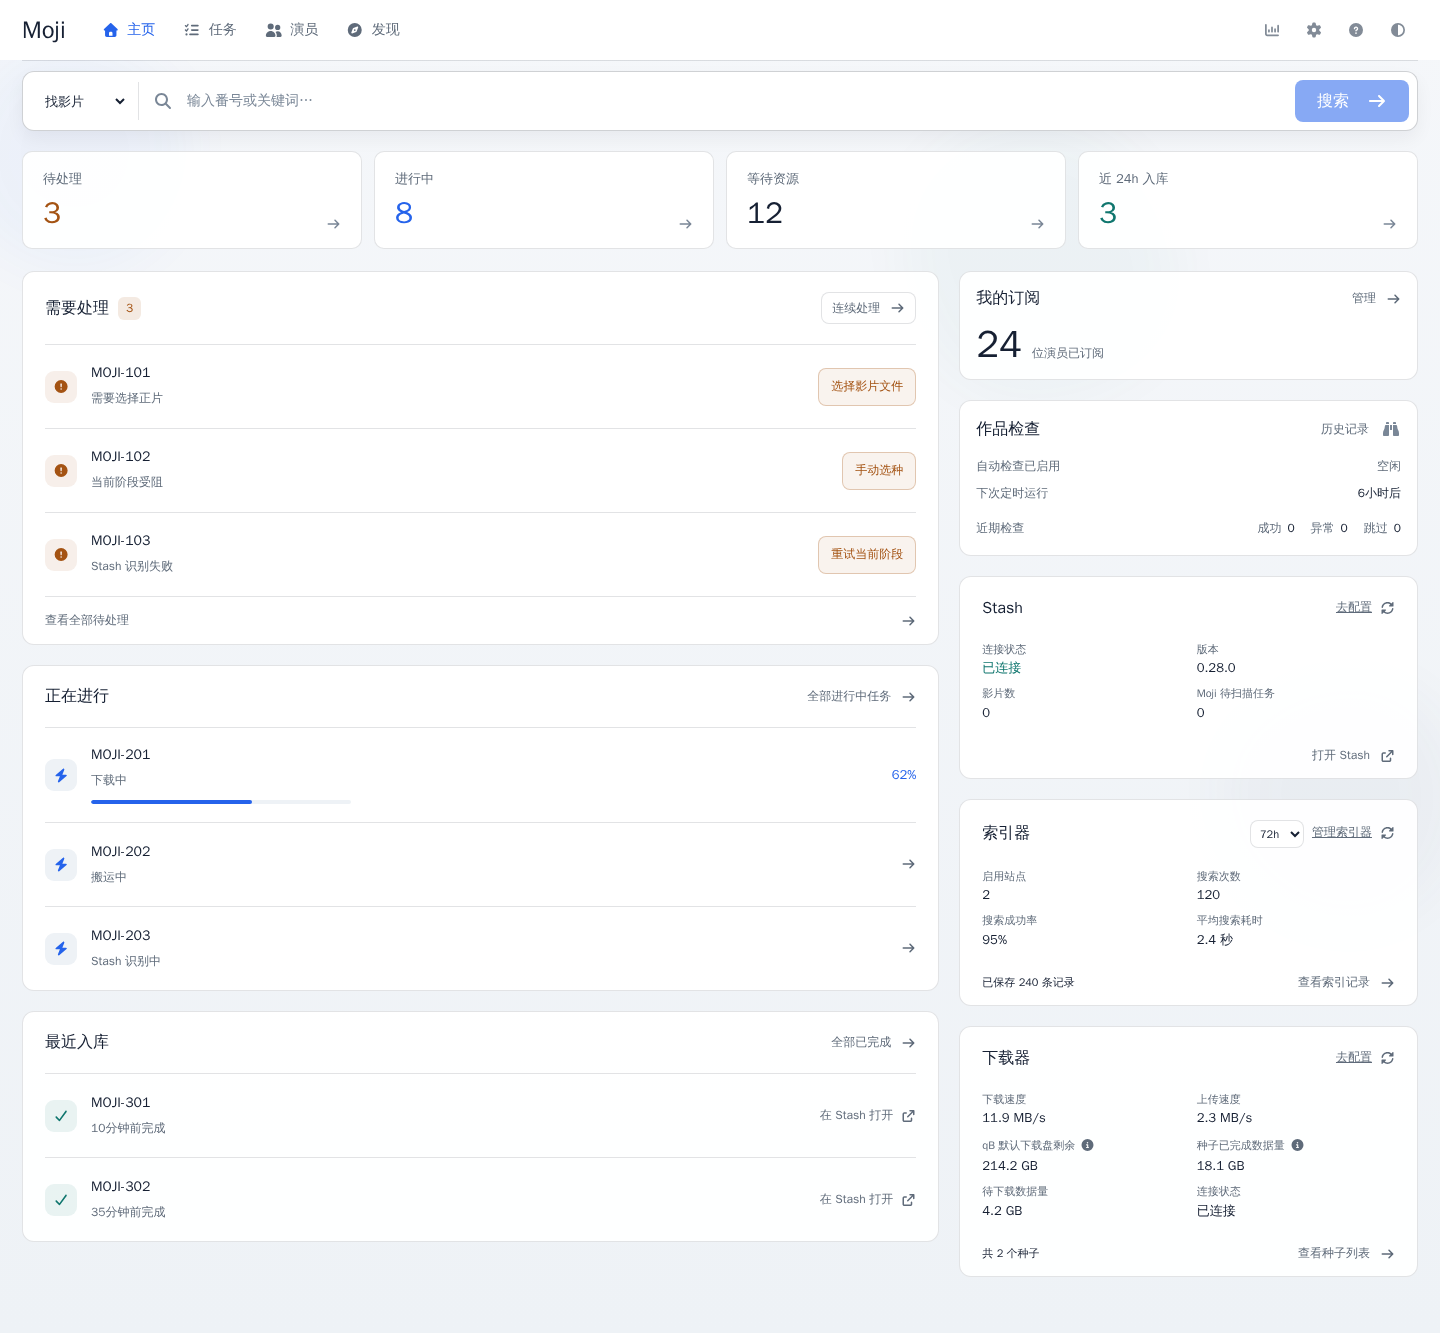 Moji
主页
任务
演员
发现
找影片
输入番号或关键词…
搜索
待处理
3
进行中
8
等待资源
12
近 24h 入库
3
需要处理 3
连续处理
MOJI-101
需要选择正片
选择影片文件
MOJI-102
当前阶段受阻
手动选种
MOJI-103
Stash 识别失败
重试当前阶段
查看全部待处理
正在进行
全部进行中任务
MOJI-201
下载中
62%
MOJI-202
搬运中
MOJI-203
Stash 识别中
最近入库
全部已完成
MOJI-301
10分钟前完成
在 Stash 打开
MOJI-302
35分钟前完成
在 Stash 打开
我的订阅
管理
24 位演员已订阅
作品检查
历史记录
自动检查已启用
空闲
下次定时运行
6小时后
近期检查
成功 0 异常 0 跳过 0
Stash
去配置
连接状态
已连接
版本
0.28.0
影片数
0
Moji 待扫描任务
0
打开 Stash
索引器
72h
管理索引器
启用站点
2
搜索次数
120
搜索成功率
95%
平均搜索耗时
2.4 秒
已保存 240 条记录
查看索引记录
下载器
去配置
下载速度
11.9 MB/s
上传速度
2.3 MB/s
qB 默认下载盘剩余
214.2 GB
种子已完成数据量
18.1 GB
待下载数据量
4.2 GB
连接状态
已连接
共 2 个种子
查看种子列表